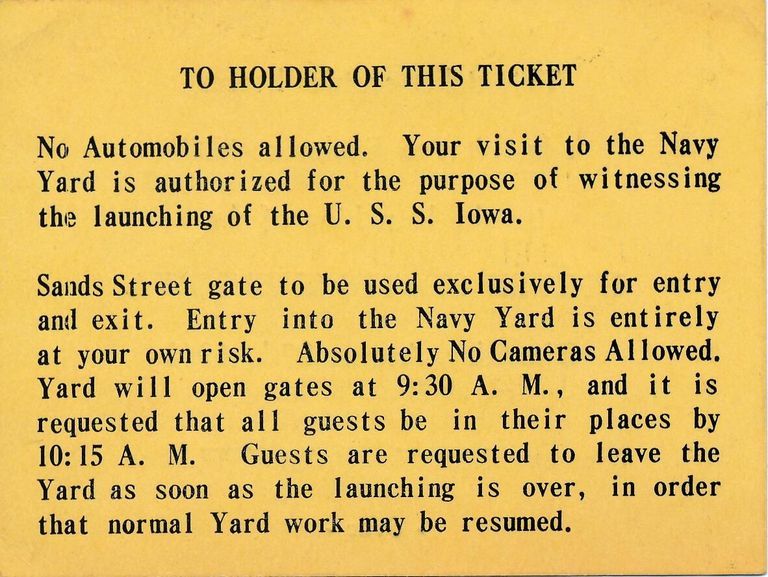 TO HOLDER OF THIS TICKET
No Automobiles allowed. Your visit to the Navy
Yard is authorized for the purpose of witnessing
the launching of the U. S. S. Iowa.
Sands Street gate to be used exclusively for entry
and exit. Entry into the Navy Yard is entirely
at your own risk. Absolutely No Cameras Allowed.
Yard will open gates at 9:30 A. M., and it is
requested that all guests be in their places by
10:15 A. M. Guests are requested to leave the
Yard as soon as the launching is over, in order
that normal Yard work may be resumed.